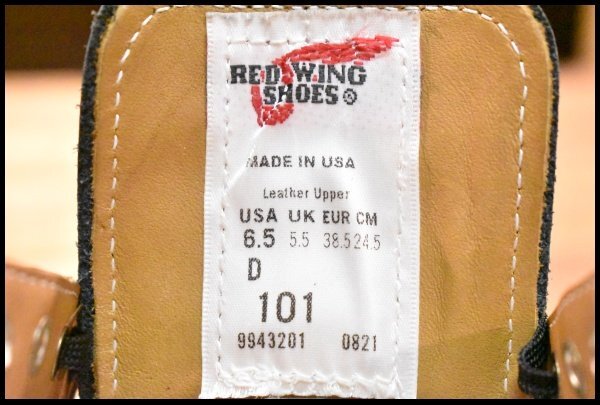 RED WING
SHOES®
MADE IN USA
Leather Upper
USA UK EUR CM
6.5 5.5 38.5 24.5
D
101
9943201 0821